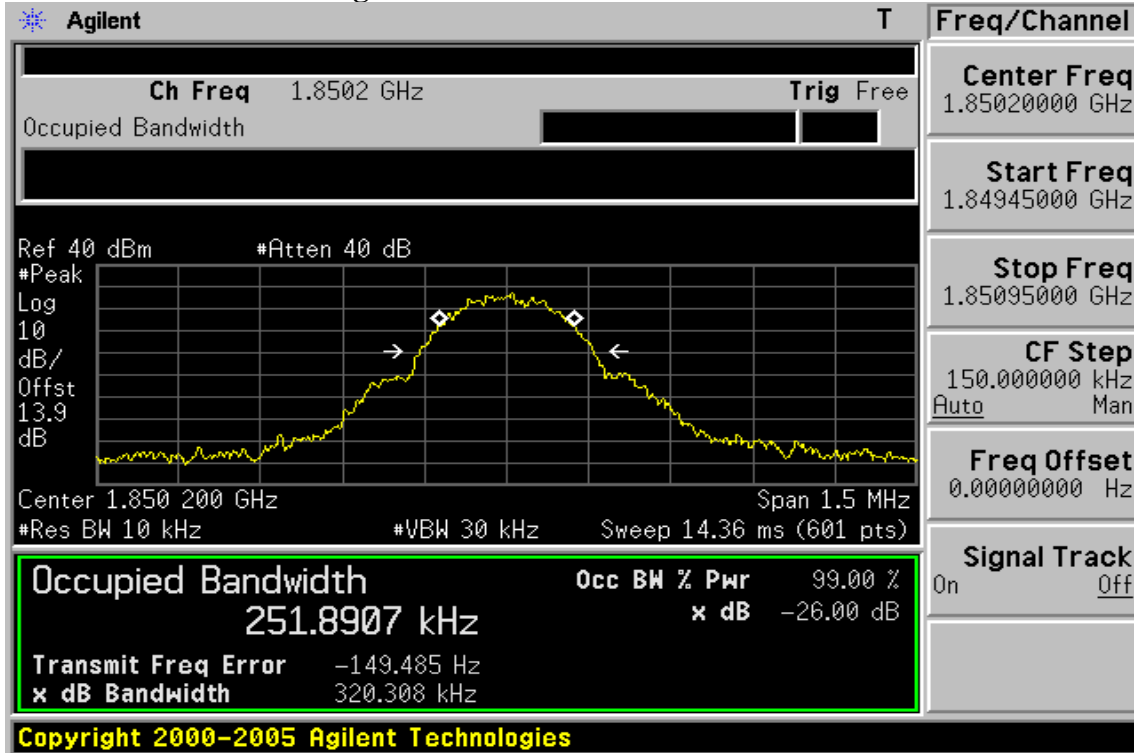 Agilent T Freq/Channel
Ch Freq 1.8502 GHz Trig Free
Occupied Bandwidth
Center Freq
1.85020000 GHz
Start Freq
1.84945000 GHz
Stop Freq
1.85095000 GHz
CF Step
150.000000 kHz
Auto Man
Freq Offset
0.00000000 Hz
Signal Track
On Off
Ref 40 dBm #Atten 40 dB
#Peak
Log
10
dB/
Offst
13.9
dB
Center 1.850 200 GHz Span 1.5 MHz
#Res BW 10 kHz #VBW 30 kHz Sweep 14.36 ms (601 pts)
Occupied Bandwidth Occ BW % Pwr 99.00 %
251.8907 kHz x dB -26.00 dB
Transmit Freq Error -149.485 Hz
x dB Bandwidth 320.308 kHz
Copyright 2000-2005 Agilent Technologies